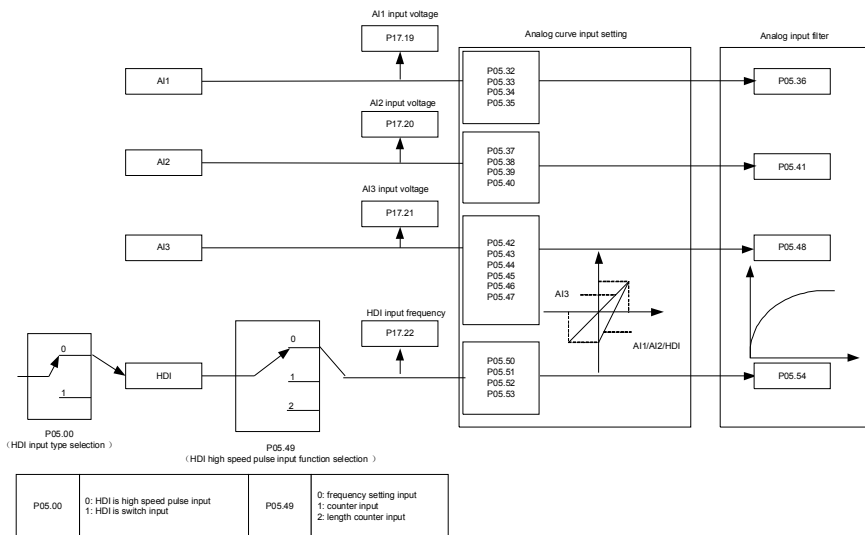 AI1 input voltage
P17.19
Analog curve input setting
Analog input filter
AI1
P05.32
P05.33
P05.34
P05.35
P05.36
AI2 input voltage
P17.20
AI2
P05.37
P05.38
P05.39
P05.40
P05.41
AI3 input voltage
P17.21
AI3
P05.42
P05.43
P05.44
P05.45
P05.46
P05.47
P05.48
AI3
AI1/AI2/HDI
HDI input frequency
P17.22
0
1
HDI
0
1
2
P05.50
P05.51
P05.52
P05.53
P05.54
P05.00
（HDI input type selection ）
P05.49
（HDI high speed pulse input function selection ）
P05.00
0: HDI is high speed pulse input
1: HDI is switch input
P05.49
0: frequency setting input
1: counter input
2: length counter input